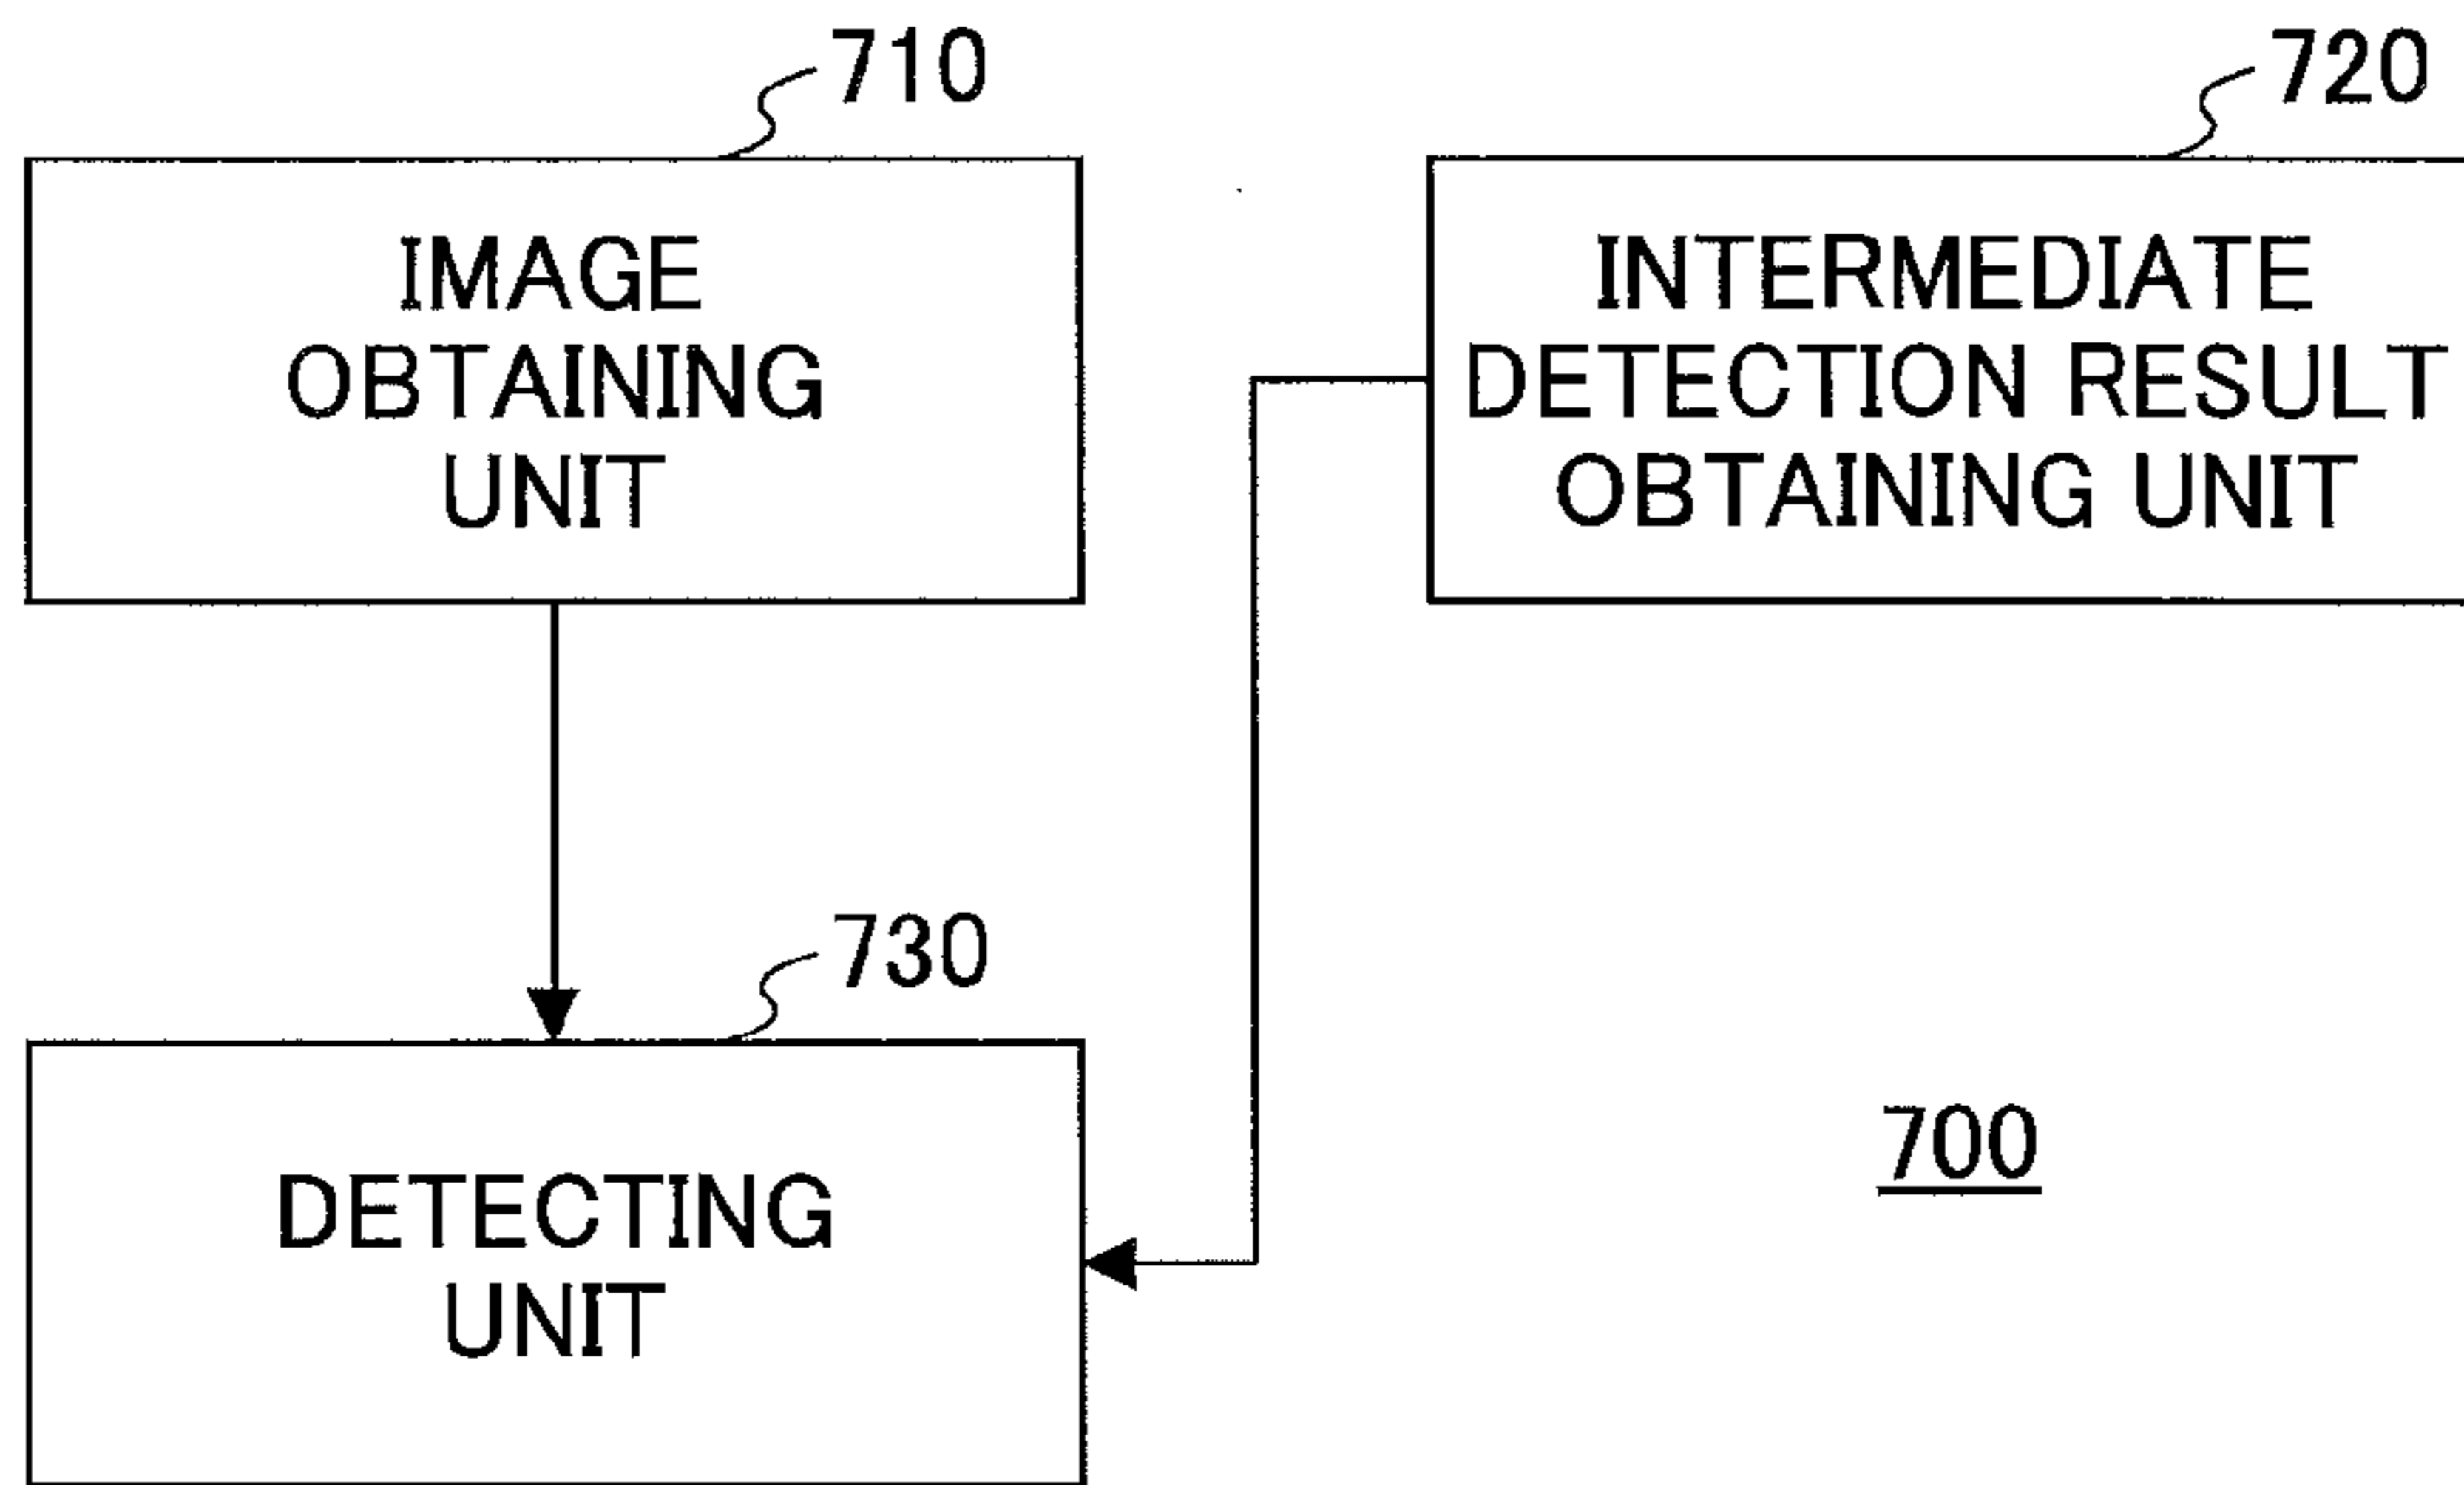 710
720
IMAGE
OBTAINING
UNIT
INTERMEDIATE
DETECTION RESULT
OBTAINING UNIT
730
DETECTING
UNIT
700